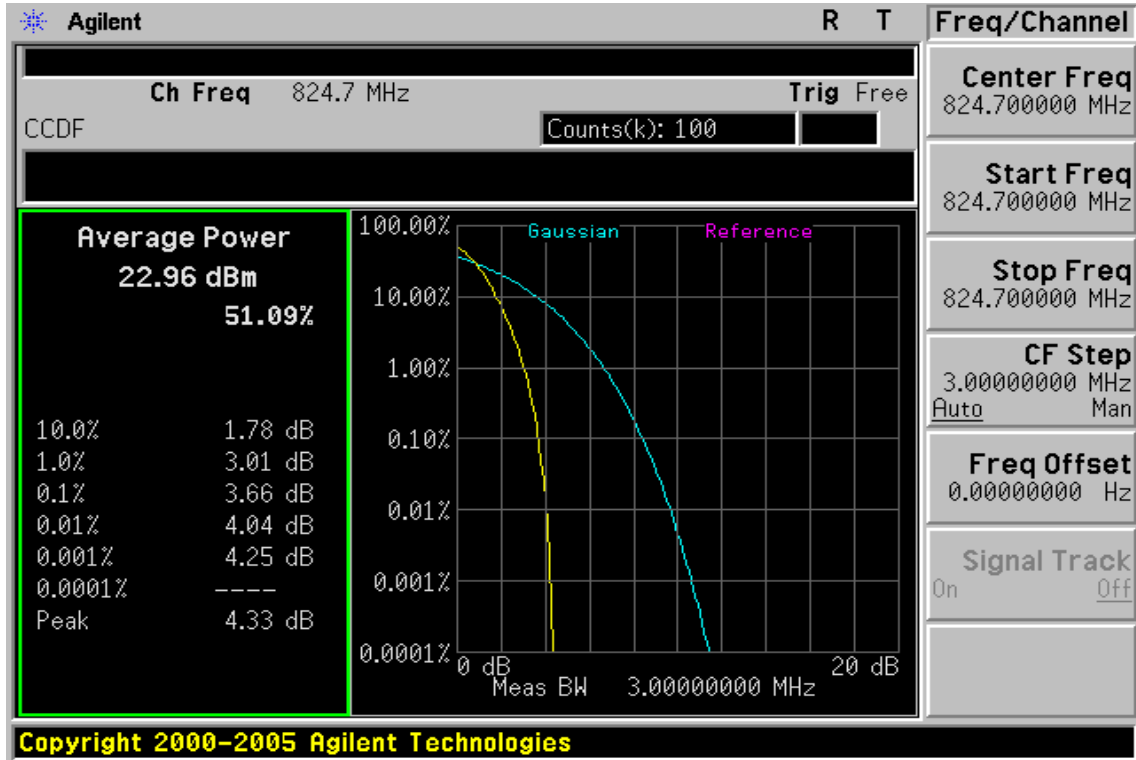 Agilent R T Freq/Channel
Ch Freq 824.7 MHz Trig Free
CCDF Counts(k): 100
Average Power
22.96 dBm
51.09%
10.0% 1.78 dB
1.0% 3.01 dB
0.1% 3.66 dB
0.01% 4.04 dB
0.001% 4.25 dB
0.0001% ----
Peak 4.33 dB
Gaussian Reference
100.00%
10.00%
1.00%
0.10%
0.01%
0.001%
0.0001%
0 dB 20 dB
Meas BW 3.00000000 MHz
Center Freq
824.700000 MHz
Start Freq
824.700000 MHz
Stop Freq
824.700000 MHz
CF Step
3.00000000 MHz
Auto Man
Freq Offset
0.00000000 Hz
Signal Track
On Off
Copyright 2000-2005 Agilent Technologies